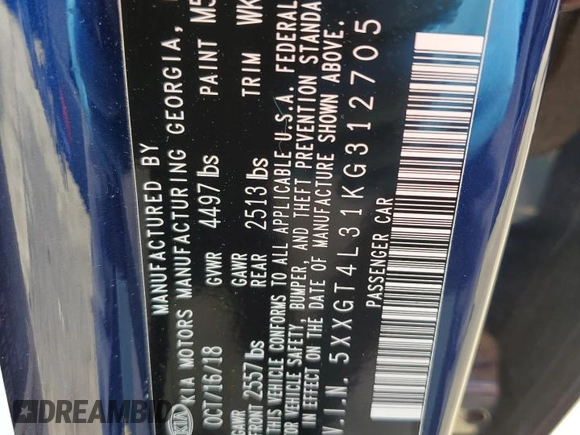 MANUFACTURED BY
KIA MOTORS MANUFACTURING GEORGIA,
OCT/16/18 GVWR 4497 lbs PAINT M5
GAWR GAWR
FRONT 2557 lbs REAR 2513 lbs TRIM WK
THIS VEHICLE CONFORMS TO ALL APPLICABLE U.S.A. FEDERAL
VEHICLE SAFETY, BUMPER, AND THEFT PREVENTION STANDA
IN EFFECT ON THE DATE OF MANUFACTURE SHOWN ABOVE.
V.I.N. 5XXGT4L31KG312705
PASSENGER CAR
DREAMBID